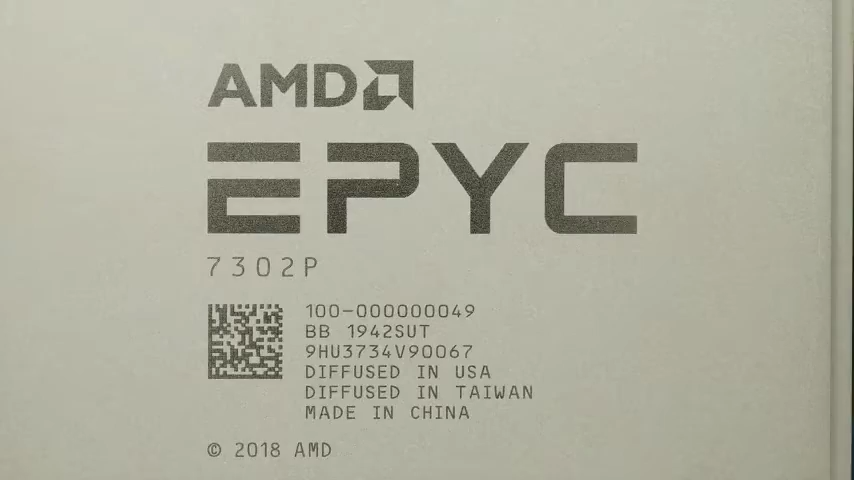 AMD
EPYC
7302P
100-000000049
BB 1942SUT
9HU3734V90067
DIFFUSED IN USA
DIFFUSED IN TAIWAN
MADE IN CHINA
© 2018 AMD